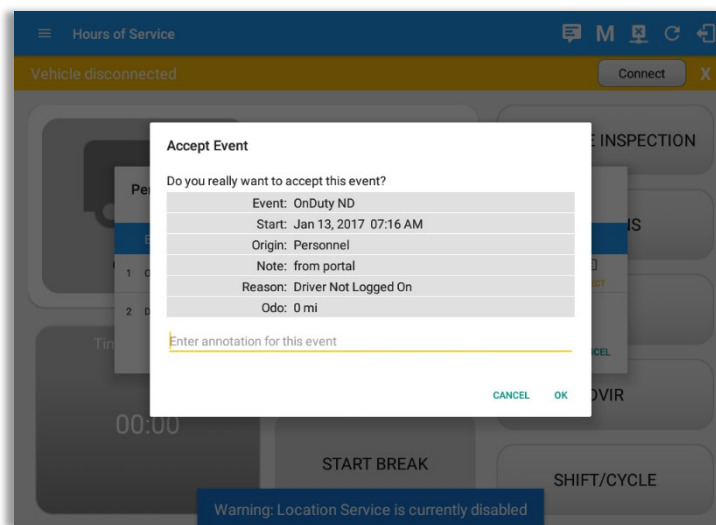 Hours of Service
M
Vehicle disconnected
Connect
X
INSPECTION
Accept Event
Do you really want to accept this event?
Event: OnDuty ND
Start: Jan 13, 2017 07:16 AM
Origin: Personnel
Note: from portal
Reason: Driver Not Logged On
Odo: 0 mi
Enter annotation for this event
CANCEL OK
1
2
00:00
START BREAK
SHIFT/CYCLE
Warning: Location Service is currently disabled